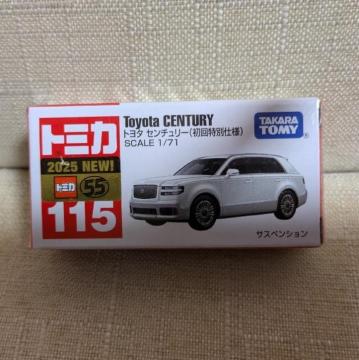 トミカ
2025 NEW!
トミカ 55
115
Toyota CENTURY
トヨタ センチュリー(初回特別仕様)
SCALE 1/71
TAKARA
TOMY
サスペンション